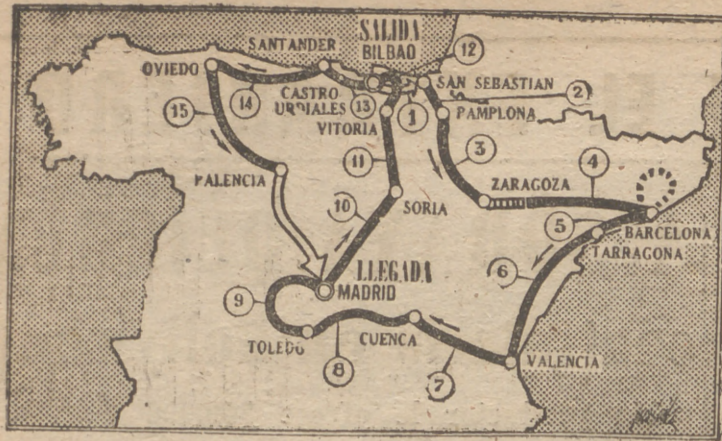 SALIDA
BILBAO
SANTANDER
12
OVIEDO
SAN SEBASTIAN
2
14
CASTRO
URDIALES
13
1
PAMPLONA
15
VITORIA
11
3
4
PALENCIA
ZARAGOZA
10
SORIA
5
BARCELONA
TARRAGONA
6
LLEGADA
MADRID
9
TOLEDO
8
CUENCA
7
VALENCIA